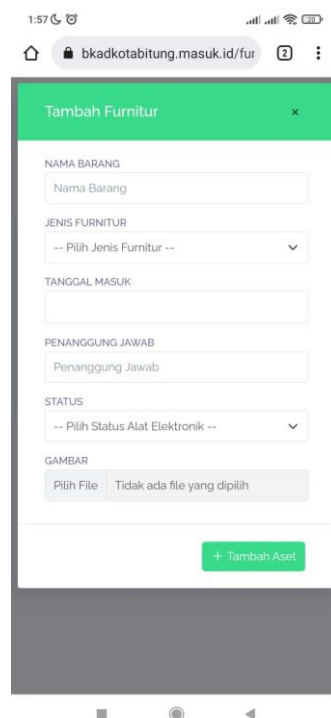 1:57
20
bkadkotabitung.masuk.id/fur
2
Tambah Furnitur ×
NAMA BARANG
Nama Barang
JENIS FURNITUR
-- Pilih Jenis Furnitur --
TANGGAL MASUK
PENANGGUNG JAWAB
Penanggung Jawab
STATUS
-- Pilih Status Alat Elektronik --
GAMBAR
Pilih File Tidak ada file yang dipilih
+ Tambah Aset